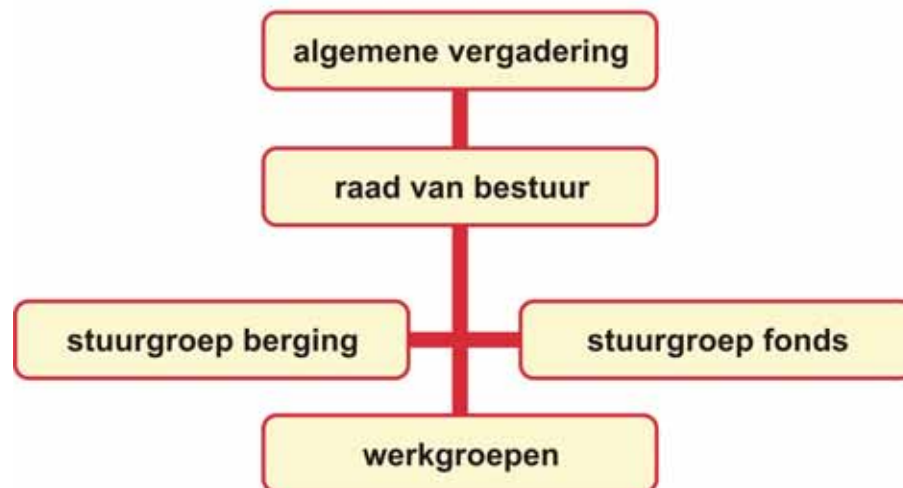 algemene vergadering
raad van bestuur
stuurgroep berging
stuurgroep fonds
werkgroepen